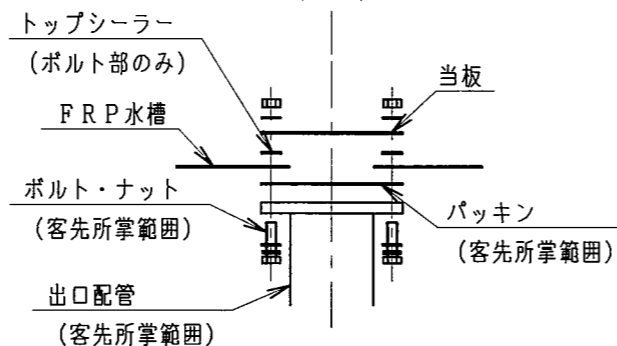 トップシーラー
(ボルト部のみ)
当板
FRP水槽
ボルト・ナット
(客先所掌範囲)
パッキン
(客先所掌範囲)
出口配管
(客先所掌範囲)